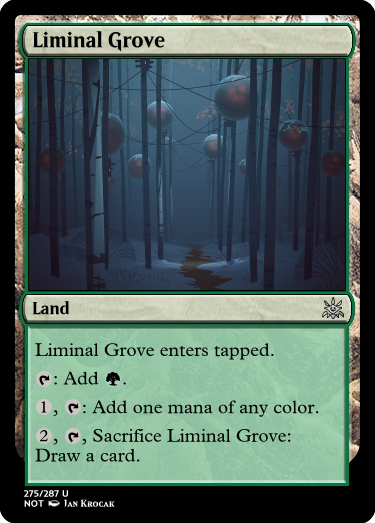 Liminal Grove
Land
Liminal Grove enters tapped.
: Add .
1, : Add one mana of any color.
2, , Sacrifice Liminal Grove:
Draw a card.
275/287 U
NOT Jan Krocak